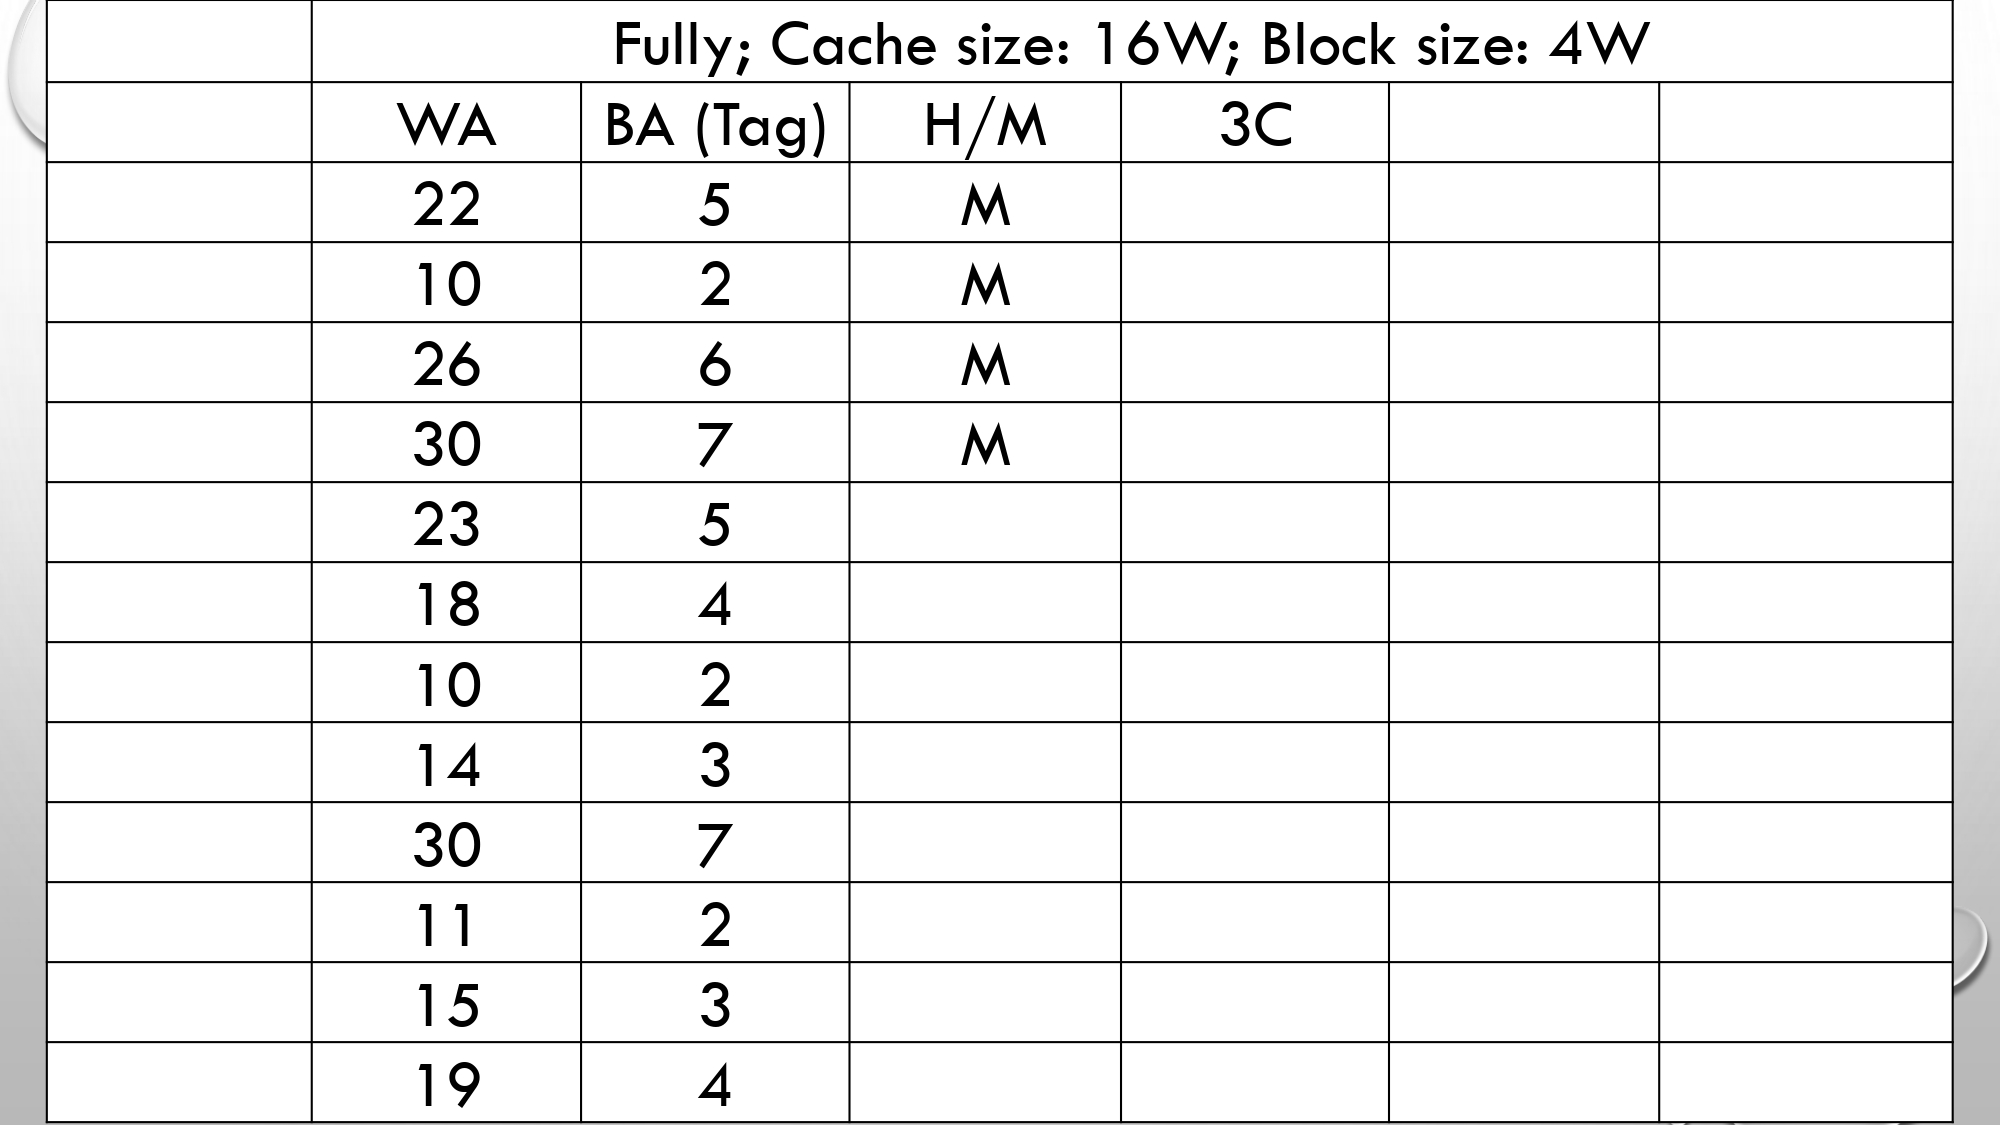 Fully; Cache size: 16W; Block size: 4W
WA BA (Tag) H/M 3C
22 5 M
10 2 M
26 6 M
30 7 M
23 5
18 4
10 2
14 3
30 7
11 2
15 3
19 4